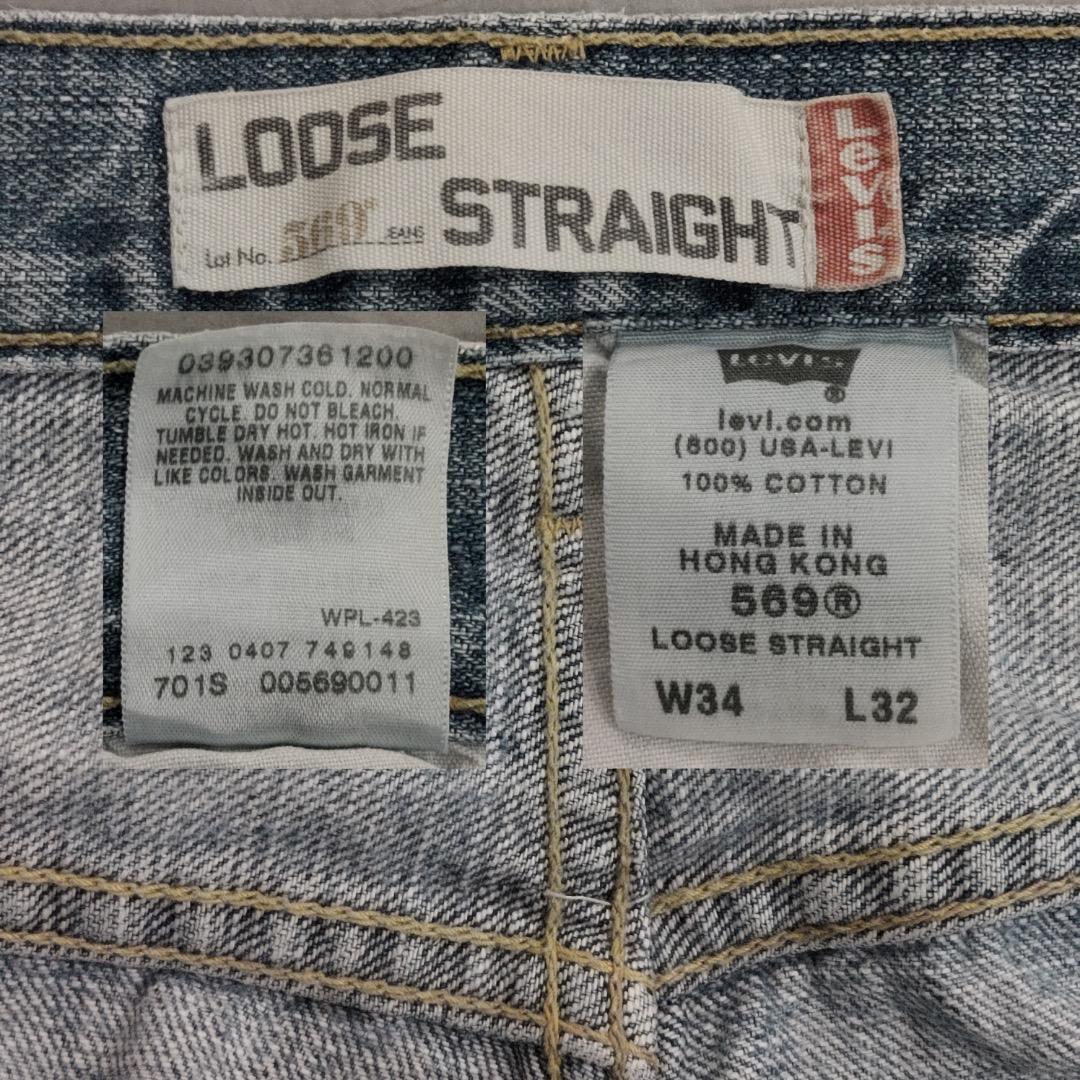 LOOSE
STRAIGHT
Lot No. 569® JEANS
LEVI'S
039307361200
MACHINE WASH COLD. NORMAL
CYCLE. DO NOT BLEACH.
TUMBLE DRY HOT. HOT IRON IF
NEEDED. WASH AND DRY WITH
LIKE COLORS. WASH GARMENT
INSIDE OUT.
WPL-423
123 0407 749148
701S 005690011
LEVI'S
®
levi.com
(800) USA-LEVI
100% COTTON
MADE IN
HONG KONG
569®
LOOSE STRAIGHT
W34 L32